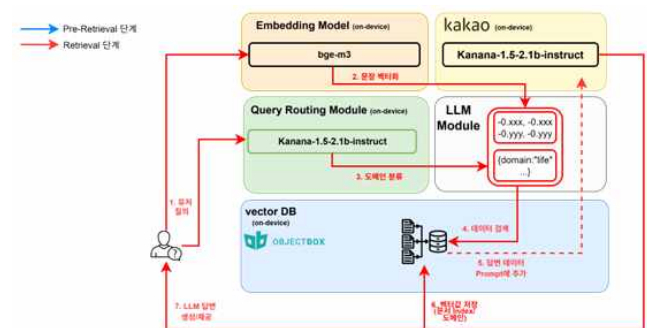 Pre-Retrieval 단계
Retrieval 단계
Embedding Model (on-device)
bge-m3
kakao
(on-device)
Kanana-1.5-2.1b-instruct
2. 문장 벡터화
Query Routing Module (on-device)
Kanana-1.5-2.1b-instruct
3. 도메인 분류
LLM
Module
-0.xxx, -0.xxx
-0.yyy, -0.yyy
{domain:"life"
...}
1. 유저
질의
vector DB
(on-device)
OBJECTBOX
4. 데이터 검색
5. 답변 데이터
Prompt에 추가
6. 벡터값 저장
(문서 Index/
도메인)
7. LLM 답변
생성/제공